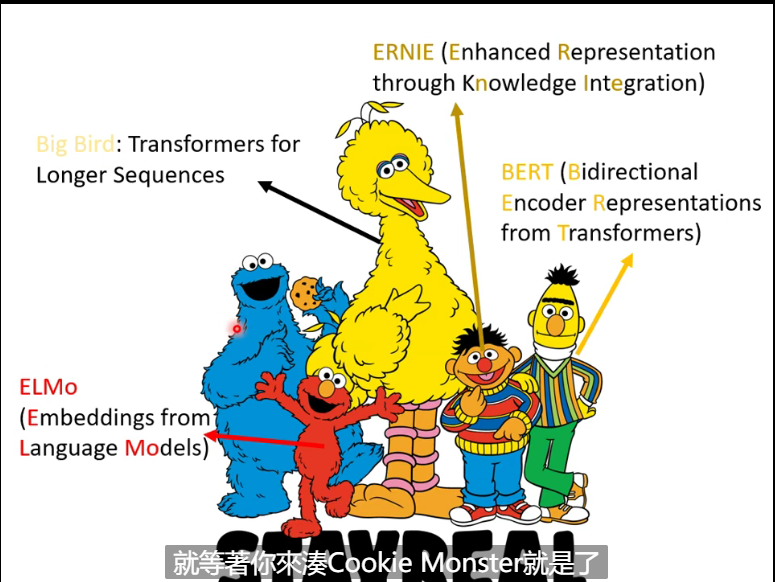 ERNIE (Enhanced Representation
through Knowledge Integration)
Big Bird: Transformers for
Longer Sequences
BERT (Bidirectional
Encoder Representations
from Transformers)
ELMo
(Embeddings from
Language Models)
STAYREAL
就等著你來湊Cookie Monster就是了